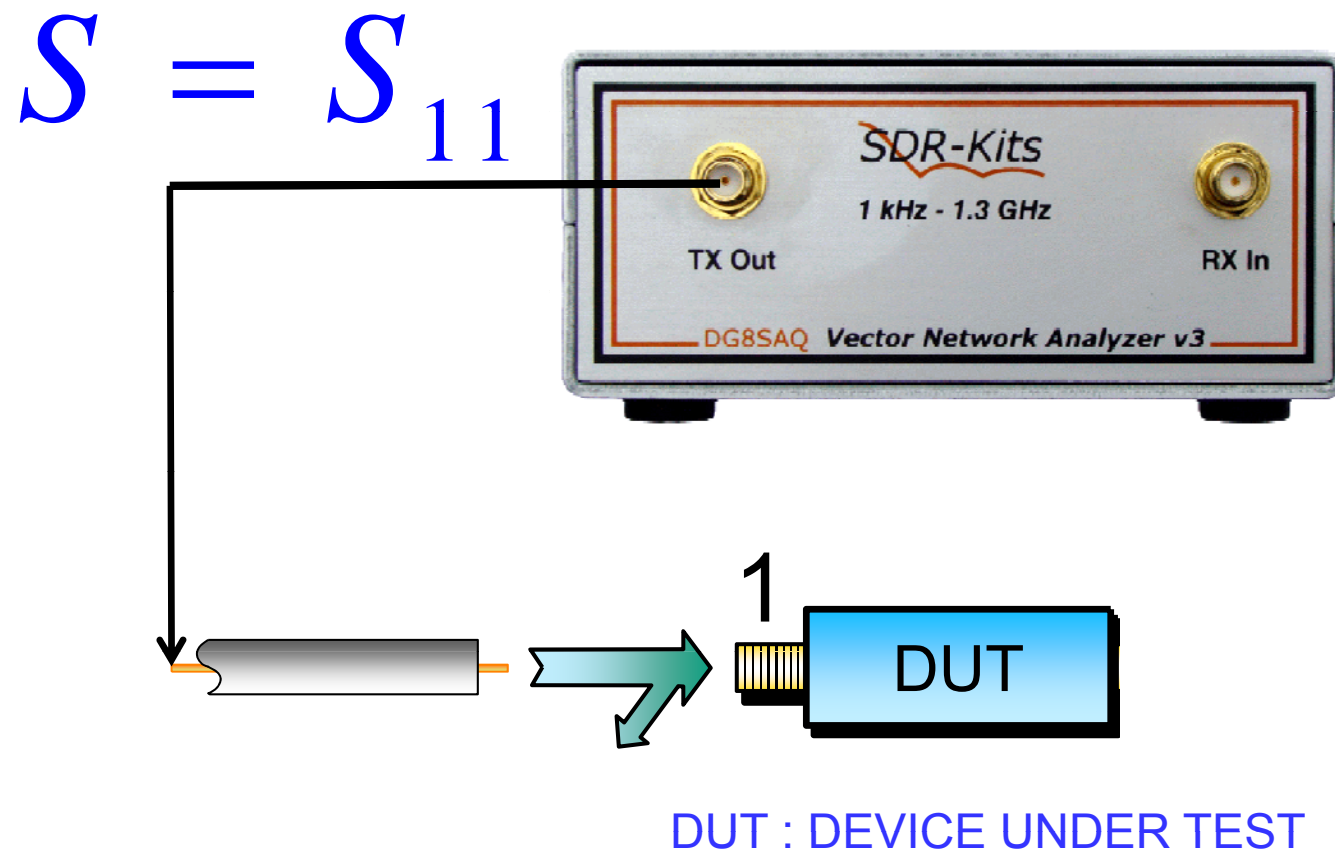 S = S11
SDR-Kits
1 kHz - 1.3 GHz
TX Out
RX In
DG8SAQ Vector Network Analyzer v3
1
DUT
DUT : DEVICE UNDER TEST